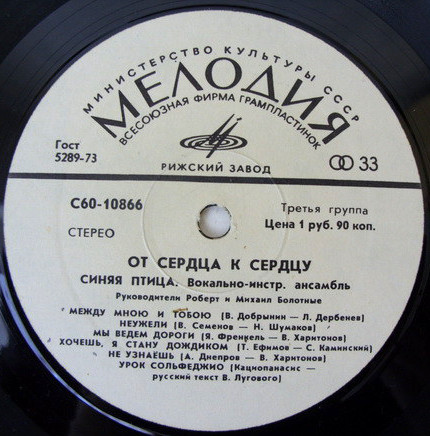 МИНИСТЕРСТВО КУЛЬТУРЫ СССР
МЕЛОДИЯ
ВСЕСОЮЗНАЯ ФИРМА ГРАМПЛАСТИНОК
Гост
5289-73
РИЖСКИЙ ЗАВОД
33
С60-10866
Третья группа
СТЕРЕО
Цена 1 руб. 90 коп.
ОТ СЕРДЦА К СЕРДЦУ
СИНЯЯ ПТИЦА. Вокально-инстр. ансамбль
Руководители Роберт и Михаил Болотные
МЕЖДУ МНОЮ И ТОБОЮ (В. Добрынин — Л. Дербенев)
НЕУЖЕЛИ (В. Семенов — Н. Шумаков)
МЫ ВЕДЕМ ДОРОГИ (Я. Френкель — В. Харитонов)
ХОЧЕШЬ, Я СТАНУ ДОЖДИКОМ (Т. Ефимов — С. Каминский)
НЕ УЗНАЕШЬ (А. Днепров — В. Харитонов)
УРОК СОЛЬФЕДЖИО (Кацнопанасис —
русский текст В. Лугового)